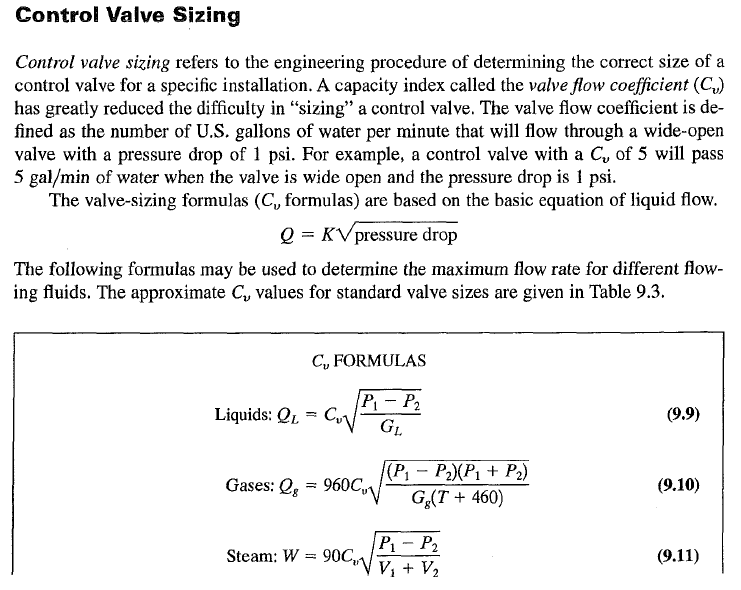 Control Valve Sizing
Control valve sizing refers to the engineering procedure of determining the correct size of a
control valve for a specific installation. A capacity index called the valve flow coefficient (Cᵥ)
has greatly reduced the difficulty in “sizing” a control valve. The valve flow coefficient is de-
fined as the number of U.S. gallons of water per minute that will flow through a wide-open
valve with a pressure drop of 1 psi. For example, a control valve with a Cᵥ of 5 will pass
5 gal/min of water when the valve is wide open and the pressure drop is 1 psi.
The valve-sizing formulas (Cᵥ formulas) are based on the basic equation of liquid flow.
Q = K√pressure drop
The following formulas may be used to determine the maximum flow rate for different flow-
ing fluids. The approximate Cᵥ values for standard valve sizes are given in Table 9.3.
Cᵥ FORMULAS
Liquids: Q_L = Cᵥ√((P₁ − P₂)/G_L) (9.9)
Gases: Q_g = 960Cᵥ√((P₁ − P₂)(P₁ + P₂)/(G_g(T + 460))) (9.10)
Steam: W = 90Cᵥ√((P₁ − P₂)/(V₁ + V₂)) (9.11)